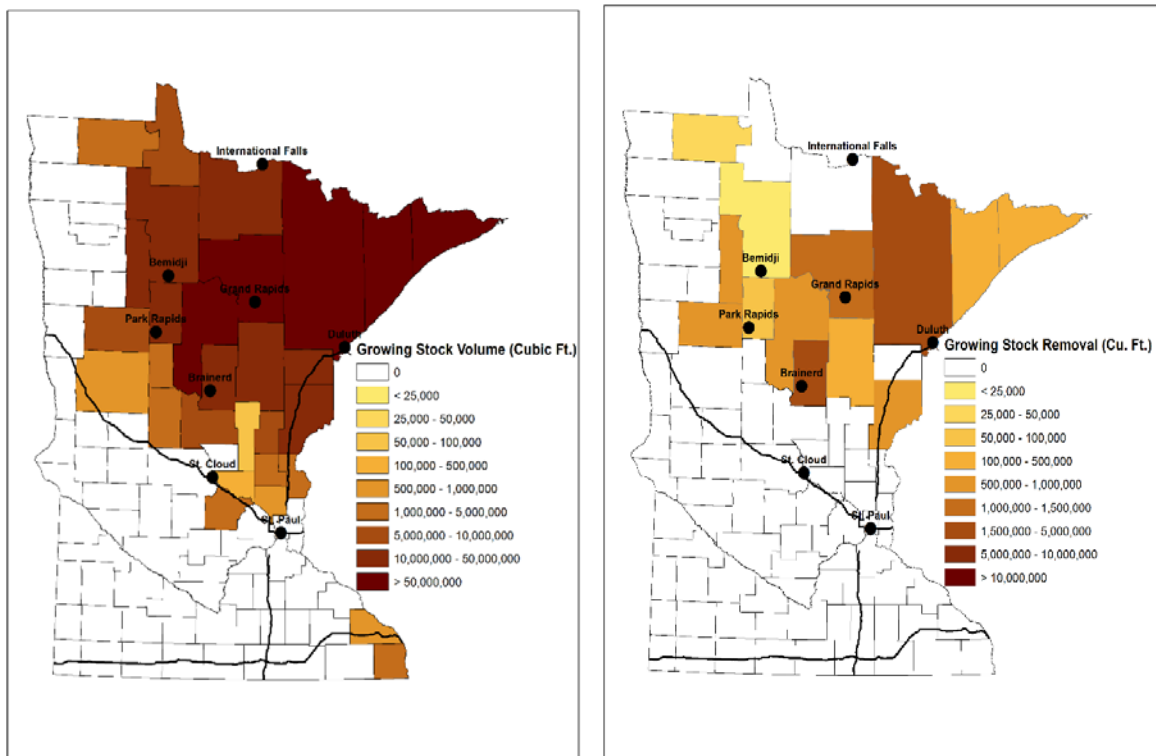 International Falls
Bemidji
Grand Rapids
Park Rapids
Duluth
Growing Stock Volume (Cubic Ft.)
0
< 25,000
Brainerd
25,000 - 50,000
50,000 - 100,000
100,000 - 500,000
St. Cloud
500,000 - 1,000,000
1,000,000 - 5,000,000
St. Paul
5,000,000 - 10,000,000
10,000,000 - 50,000,000
> 50,000,000
International Falls
Bemidji
Grand Rapids
Park Rapids
Duluth
Growing Stock Removal (Cu. Ft.)
0
Brainerd
< 25,000
25,000 - 50,000
50,000 - 100,000
St. Cloud
100,000 - 500,000
500,000 - 1,000,000
1,000,000 - 1,500,000
St. Paul
1,500,000 - 5,000,000
5,000,000 - 10,000,000
> 10,000,000